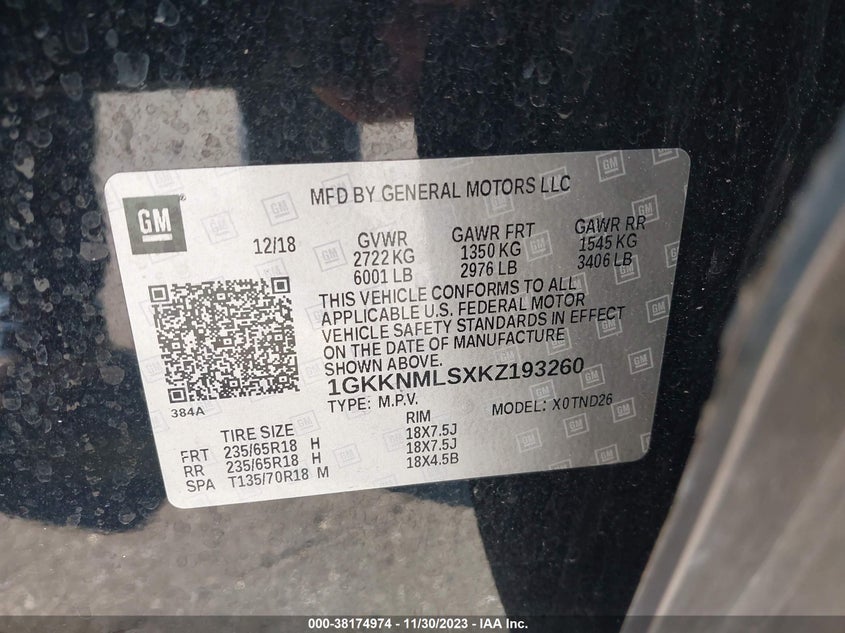 GM
MFD BY GENERAL MOTORS LLC
12/18 GVWR GAWR FRT GAWR RR
2722 KG 1350 KG 1545 KG
6001 LB 2976 LB 3406 LB
THIS VEHICLE CONFORMS TO ALL
APPLICABLE U.S. FEDERAL MOTOR
VEHICLE SAFETY STANDARDS IN EFFECT
ON THE DATE OF MANUFACTURE
SHOWN ABOVE.
1GKKNMLSXKZ193260
384A
TYPE: M.P.V. MODEL: X0TND26
TIRE SIZE RIM
FRT 235/65R18 H 18X7.5J
RR 235/65R18 H 18X7.5J
SPA T135/70R18 M 18X4.5B
000-38174974 - 11/30/2023 - IAA Inc.